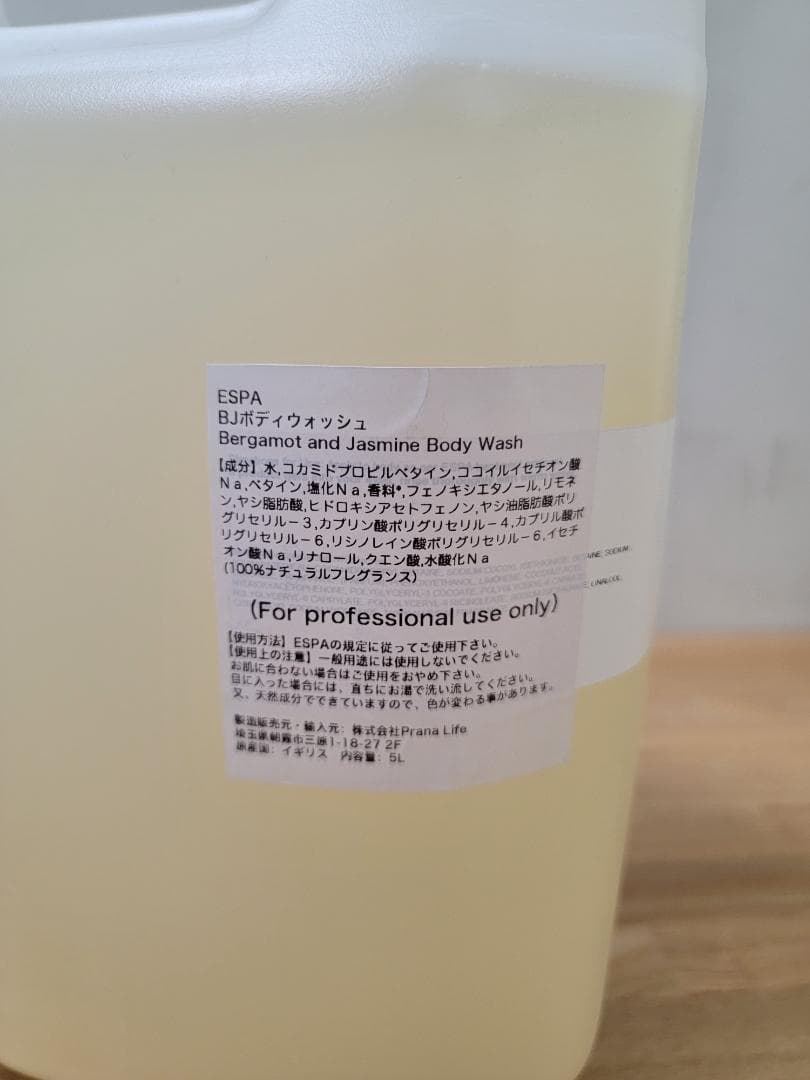 ESPA
BJボディウォッシュ
Bergamot and Jasmine Body Wash
【成分】水,コカミドプロピルベタイン,ココイルイセチオン酸
Na,ベタイン,塩化Na,香料*,フェノキシエタノール,リモネ
ン,ヤシ脂肪酸,ヒドロキシアセトフェノン,ヤシ油脂肪酸ポリ
グリセリル－3,カプリン酸ポリグリセリル－4,カプリル酸ポ
リグリセリル－6,リシノレイン酸ポリグリセリル－6,イセチ
オン酸Na,リナロール,クエン酸,水酸化Na
(100%ナチュラルフレグランス)
(For professional use only)
【使用方法】ESPAの規定に従ってご使用下さい。
【使用上の注意】一般用途には使用しないでください。
お肌に合わない場合はご使用をおやめ下さい。
目に入った場合には、直ちにお湯で洗い流してください。
又、天然成分でできていますので、色が変わる事があります。
製造販売元・輸入元：株式会社Prana Life
埼玉県朝霞市三原1-18-27 2F
原産国：イギリス　内容量：5L
SODIUM
LINALOOL,